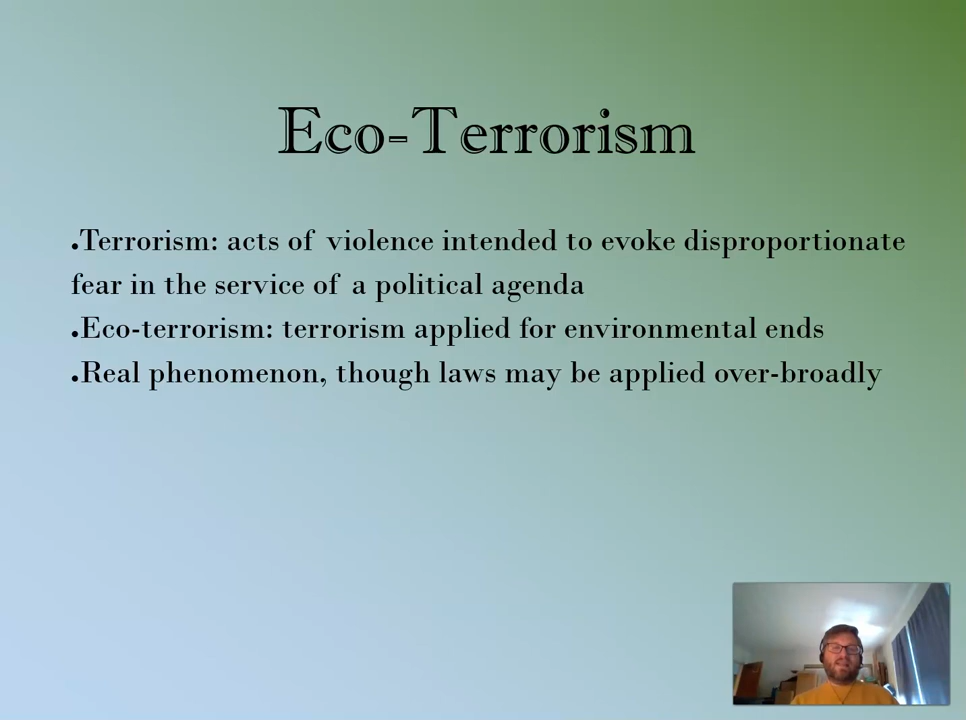 Eco-Terrorism
•Terrorism: acts of violence intended to evoke disproportionate
fear in the service of a political agenda
•Eco-terrorism: terrorism applied for environmental ends
•Real phenomenon, though laws may be applied over-broadly